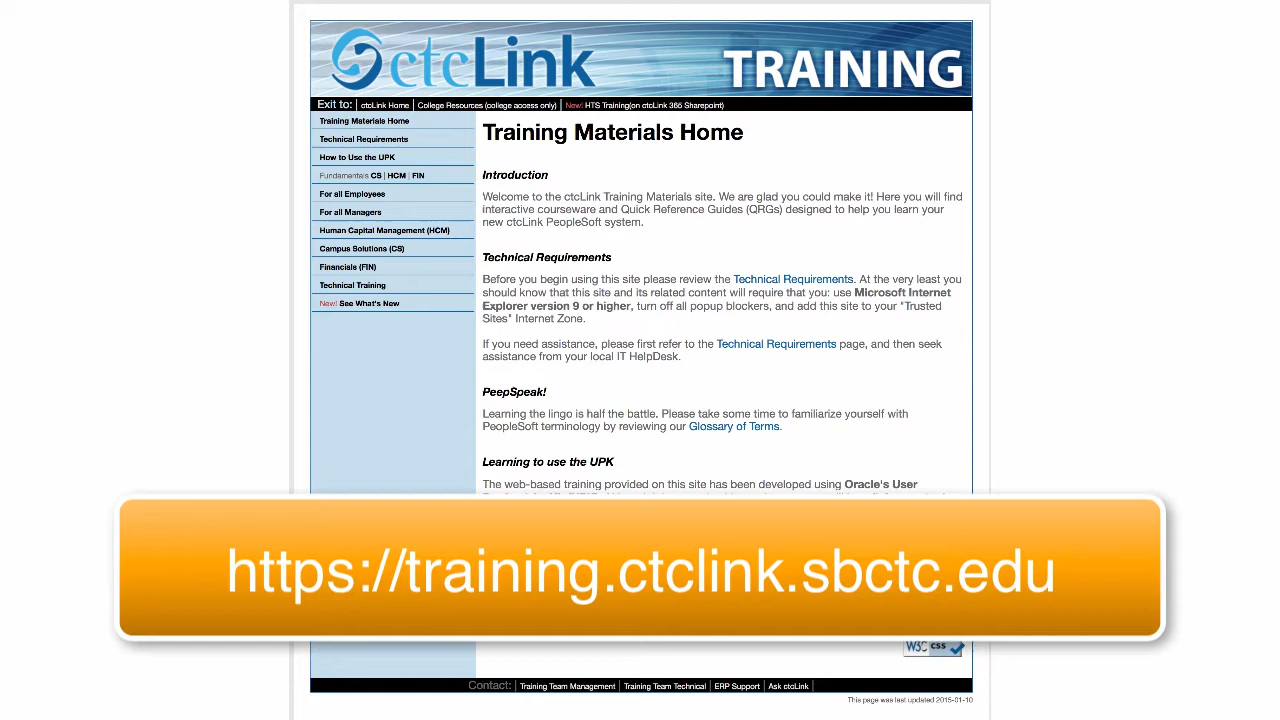 ctcLink TRAINING
Exit to: | ctcLink Home | College Resources (college access only) | New! HTS Training(on ctcLink 365 Sharepoint)
Training Materials Home
Technical Requirements
How to Use the UPK
Fundamentals CS | HCM | FIN
For all Employees
For all Managers
Human Capital Management (HCM)
Campus Solutions (CS)
Financials (FIN)
Technical Training
New! See What's New
Training Materials Home
Introduction
Welcome to the ctcLink Training Materials site. We are glad you could make it! Here you will find
interactive courseware and Quick Reference Guides (QRGs) designed to help you learn your
new ctcLink PeopleSoft system.
Technical Requirements
Before you begin using this site please review the Technical Requirements. At the very least you
should know that this site and its related content will require that you: use Microsoft Internet
Explorer version 9 or higher, turn off all popup blockers, and add this site to your "Trusted
Sites" Internet Zone.
If you need assistance, please first refer to the Technical Requirements page, and then seek
assistance from your local IT HelpDesk.
PeepSpeak!
Learning the lingo is half the battle. Please take some time to familiarize yourself with
PeopleSoft terminology by reviewing our Glossary of Terms.
Learning to use the UPK
The web-based training provided on this site has been developed using Oracle's User
https://training.ctclink.sbctc.edu
W3C css
Contact: | Training Team Management | Training Team Technical | ERP Support | Ask ctcLink |
This page was last updated 2015-01-10